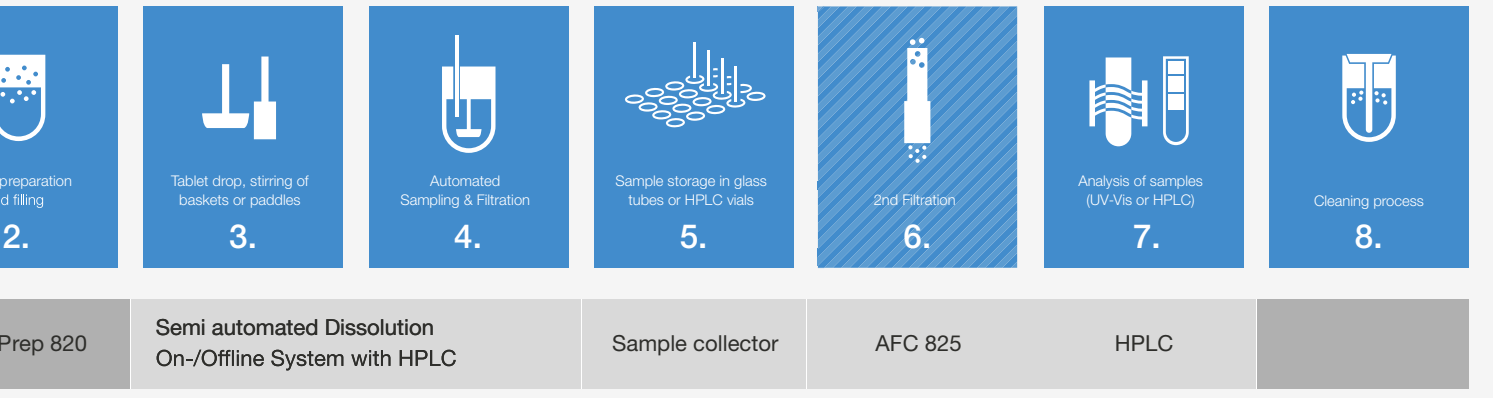 preparation
d filling
2.
Tablet drop, stirring of
baskets or paddles
3.
Automated
Sampling & Filtration
4.
Sample storage in glass
tubes or HPLC vials
5.
2nd Filtration
6.
Analysis of samples
(UV-Vis or HPLC)
7.
Cleaning process
8.
Prep 820
Semi automated Dissolution
On-/Offline System with HPLC
Sample collector
AFC 825
HPLC